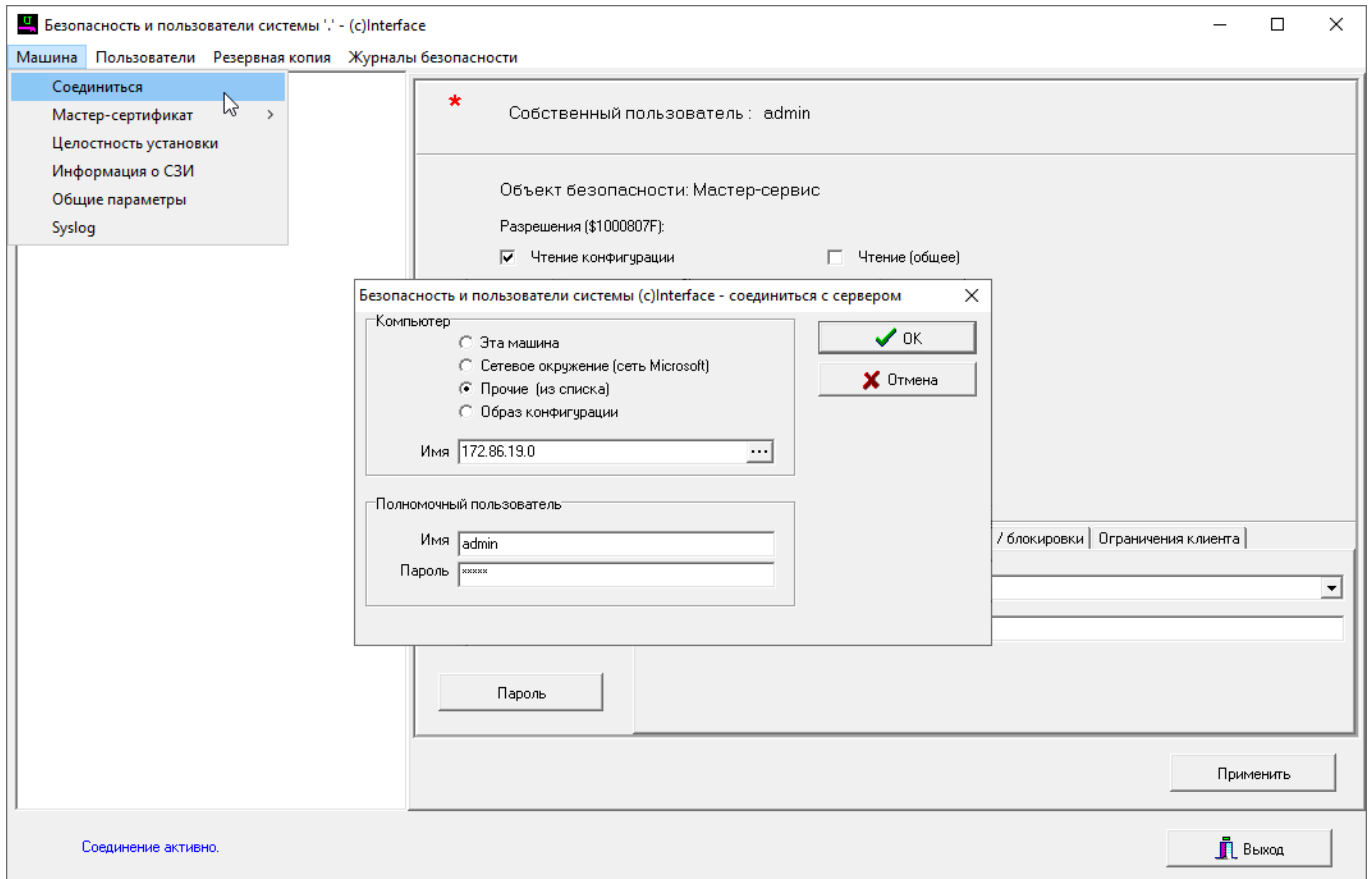 Безопасность и пользователи системы '.' - (c)Interface
Машина Пользователи Резервная копия Журналы безопасности
Соединиться
Мастер-сертификат
Целостность установки
Информация о СЗИ
Общие параметры
Syslog
* Собственный пользователь : admin
Объект безопасности: Мастер-сервис
Разрешения ($1000807F):
Чтение конфигурации Чтение (общее)
Безопасность и пользователи системы (c)Interface - соединиться с сервером
Компьютер
Эта машина
Сетевое окружение (сеть Microsoft)
Прочие (из списка)
Образ конфигурации
Имя 172.86.19.0 ...
OK
Отмена
Полномочный пользователь
Имя admin
Пароль xxxxx
/ блокировки Ограничения клиента
Пароль
Применить
Соединение активно.
Выход